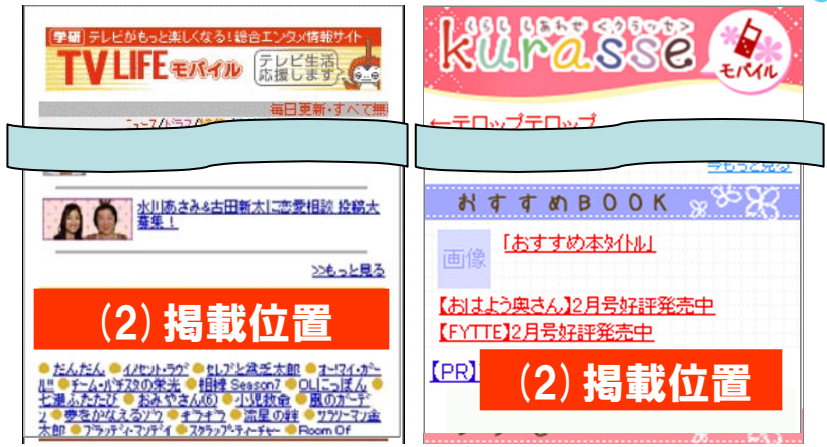 学研 テレビがもっと楽しくなる!総合エンタメ情報サイト
TV LIFE モバイル
テレビ生活
応援します?
毎日更新・すべて無
水川あさみ&古田新太に恋愛相談 投稿大
募集!
>>もっと見る
(2)掲載位置
●だんだん ●イノセント・ラヴ ●セレブと貧乏太郎 ●オー!マイ・ガー
ル!! ●チーム・バチスタの栄光 ●相棒 Season7 ●OLにっぽん ●
七瀬ふたたび ●おみやさん(6) ●小児救命 ●風のガーデ
ン ●夢をかなえるゾウ ●ギラギラ ●流星の絆 ●サラリーマン金
太郎 ●ブラッディ・マンデイ ●スクラップ・ティーチャー ●Room Of
くらし しあわせ <クラッセ>
kurasse
モバイル
←テロップテロップ
今もっと見る
おすすめBOOK
画像
「おすすめ本タイトル」
【おはよう奥さん】2月号好評発売中
【FYTTE】2月号好評発売中
【PR】
(2)掲載位置